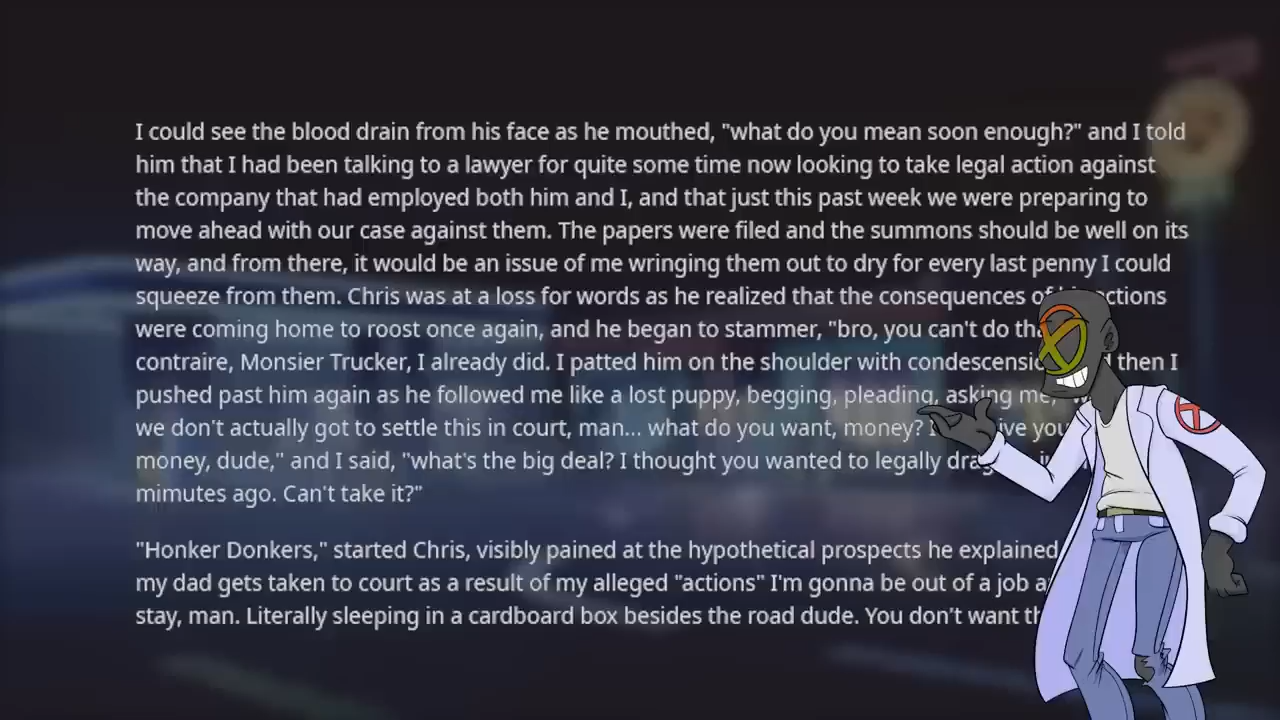 I could see the blood drain from his face as he mouthed, "what do you mean soon enough?" and I told
him that I had been talking to a lawyer for quite some time now looking to take legal action against
the company that had employed both him and I, and that just this past week we were preparing to
move ahead with our case against them. The papers were filed and the summons should be well on its
way, and from there, it would be an issue of me wringing them out to dry for every last penny I could
squeeze from them. Chris was at a loss for words as he realized that the consequences of actions
were coming home to roost once again, and he began to stammer, "bro, you can't do
contraire, Monsier Trucker, I already did. I patted him on the shoulder with then I
pushed past him again as he followed me like a lost puppy, begging, pleading, asking me,
we don't actually got to settle this in court, man... what do you want, money?
money, dude," and I said, "what's the big deal? I thought you wanted to legally
mimutes ago. Can't take it?"
"Honker Donkers," started Chris, visibly pained at the hypothetical prospects he explained
my dad gets taken to court as a result of my alleged "actions" I'm gonna be out of a job
stay, man. Literally sleeping in a cardboard box besides the road dude. You don't want